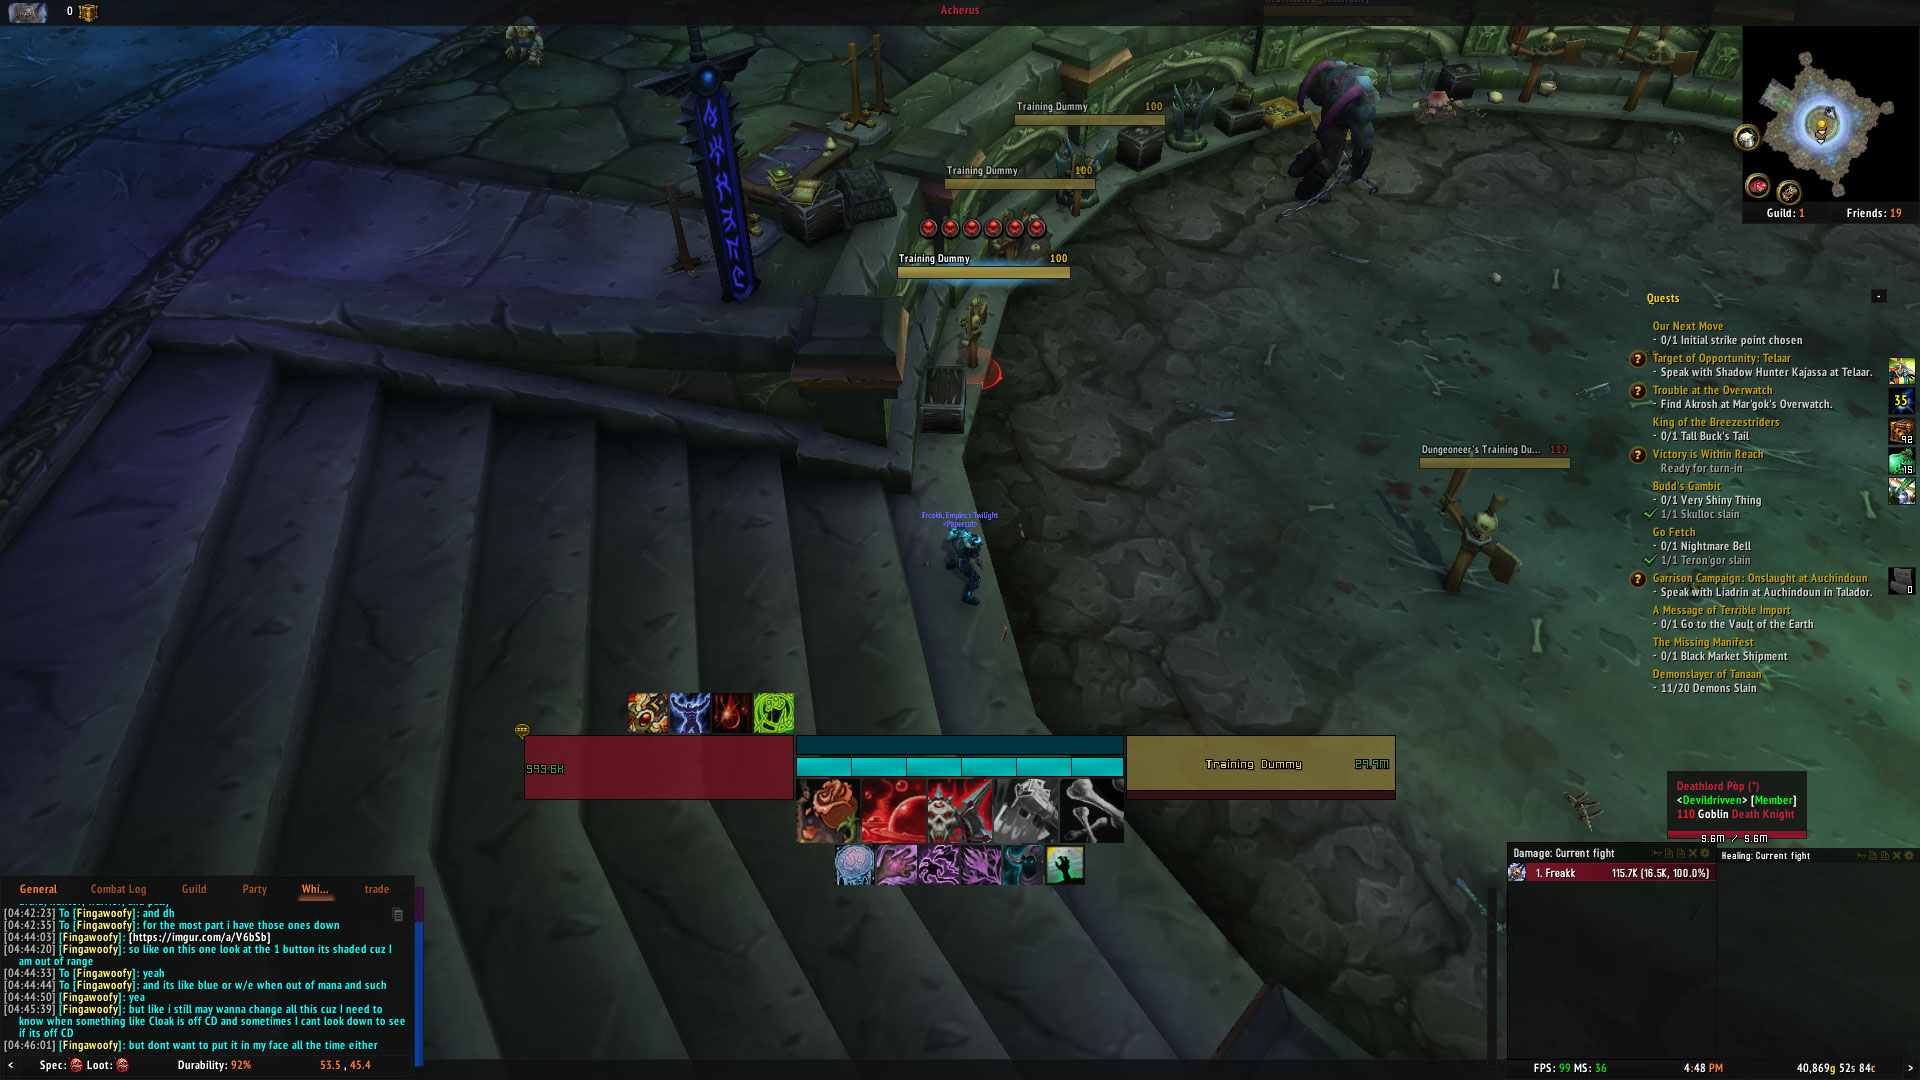 0
Acherus
Training Dummy 100
Training Dummy 100
Training Dummy 100
Guild: 1 Friends: 19
Quests
-
Our Next Move
- 0/1 Initial strike point chosen
Target of Opportunity: Telaar
- Speak with Shadow Hunter Kajassa at Telaar.
Trouble at the Overwatch
- Find Akrosh at Mar'gok's Overwatch.
35
King of the Breezestriders
- 0/1 Tall Buck's Tail
92
Victory is Within Reach
Ready for turn-in
15
Budd's Gambit
- 0/1 Very Shiny Thing
1/1 Skulloc slain
Go Fetch
- 0/1 Nightmare Bell
1/1 Teron'gor slain
Garrison Campaign: Onslaught at Auchindoun
- Speak with Liadrin at Auchindoun in Talador.
0
A Message of Terrible Import
- 0/1 Go to the Vault of the Earth
The Missing Manifest
- 0/1 Black Market Shipment
Demonslayer of Tanaan
- 11/20 Demons Slain
Dungeoneer's Training Du... 112
Freakk, Empire's Twilight
<Papercut>
593.6K
Training Dummy 29.9M
Deathlord Pop (*)
<Devildrivven> [Member]
110 Goblin Death Knight
5.6M / 5.6M
Damage: Current fight
Healing: Current fight
1. Freakk 115.7K (16.5K, 100.0%)
General Combat Log Guild Party Whi... trade
[04:42:23] To [Fingawoofy]: and dh
[04:42:35] To [Fingawoofy]: for the most part i have those ones down
[04:44:03] [Fingawoofy]: [https://imgur.com/a/V6bSb]
[04:44:20] [Fingawoofy]: so like on this one look at the 1 button its shaded cuz I
am out of range
[04:44:33] To [Fingawoofy]: yeah
[04:44:44] To [Fingawoofy]: and its like blue or w/e when out of mana and such
[04:44:50] [Fingawoofy]: yea
[04:45:39] [Fingawoofy]: but like i still may wanna change all this cuz I need to
know when something like Cloak is off CD and sometimes I cant look down to see
if its off CD
[04:46:01] [Fingawoofy]: but dont want to put it in my face all the time either
< Spec: Loot: Durability: 92% 53.5 , 45.4
FPS: 99 MS: 36 4:48 PM 40,869g 52s 84c >